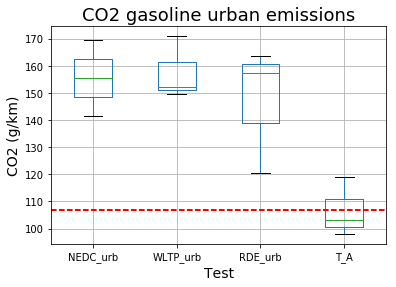 CO2 gasoline urban emissions
CO2 (g/km)
170
160
150
140
130
120
110
100
NEDC_urb WLTP_urb RDE_urb T_A
Test